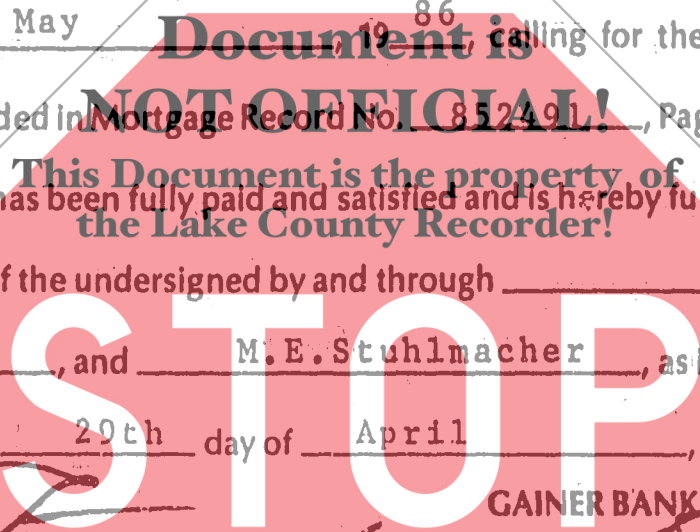 May , 19 86 , calling for the
Document is
ded in Mortgage Record No. 852491 , Pag
NOT OFFICIAL!
This Document is the property of
has been fully paid and satisfied and is hereby fu
the Lake County Recorder!
f the undersigned by and through
, and M.E.Stuhlmacher , as
29th day of April ,
STOP
GAINER BANK